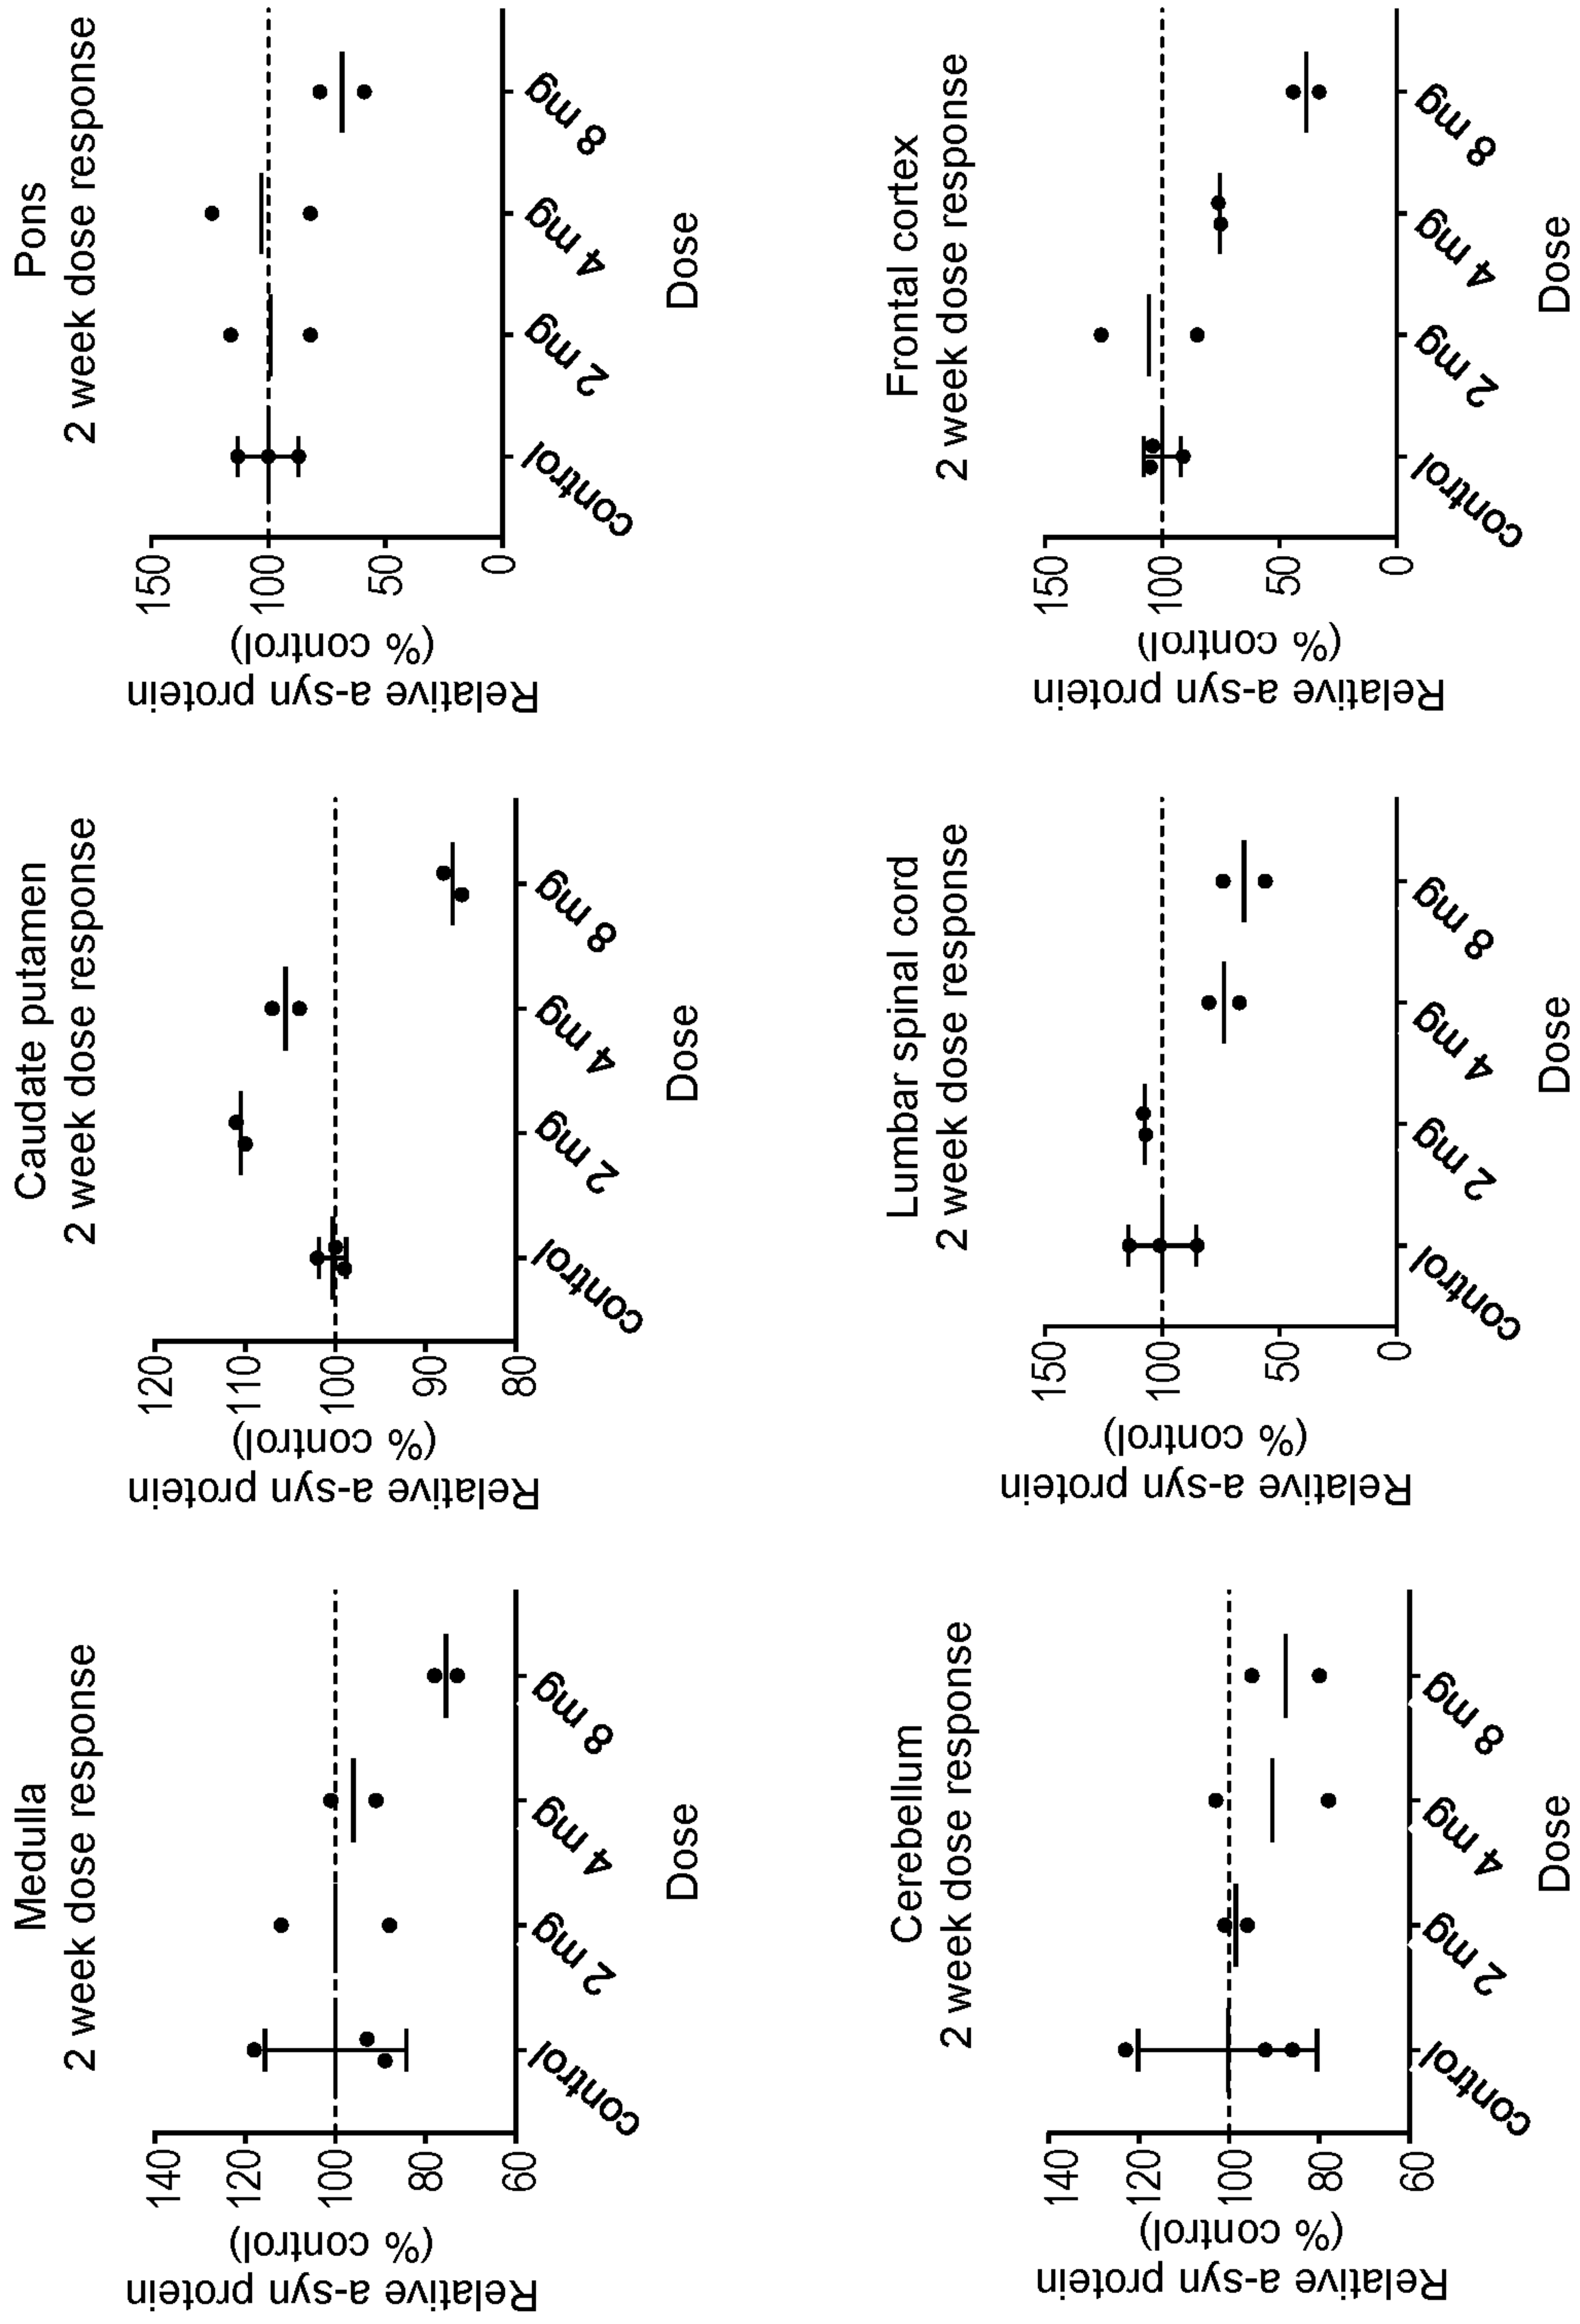 Medulla
2 week dose response
Relative a-syn protein
(% control)
140
120
100
80
60
control
2 mg
4 mg
8 mg
Dose
Caudate putamen
2 week dose response
Relative a-syn protein
(% control)
120
110
100
90
80
control
2 mg
4 mg
8 mg
Dose
Pons
2 week dose response
Relative a-syn protein
(% control)
150
100
50
0
control
2 mg
4 mg
8 mg
Dose
Cerebellum
2 week dose response
Relative a-syn protein
(% control)
140
120
100
80
60
control
2 mg
4 mg
8 mg
Dose
Lumbar spinal cord
2 week dose response
Relative a-syn protein
(% control)
150
100
50
0
control
2 mg
4 mg
8 mg
Dose
Frontal cortex
2 week dose response
Relative a-syn protein
(% control)
150
100
50
0
control
2 mg
4 mg
8 mg
Dose